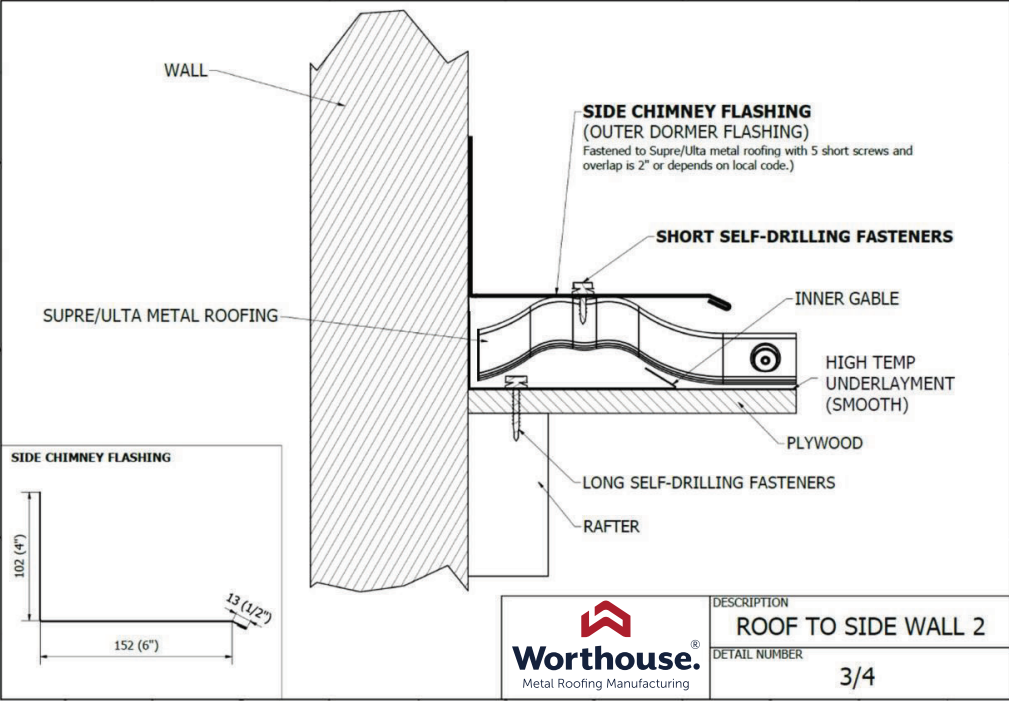 WALL
SIDE CHIMNEY FLASHING
(OUTER DORMER FLASHING)
Fastened to Supre/Ulta metal roofing with 5 short screws and
overlap is 2" or depends on local code.)
SHORT SELF-DRILLING FASTENERS
INNER GABLE
SUPRE/ULTA METAL ROOFING
HIGH TEMP
UNDERLAYMENT
(SMOOTH)
PLYWOOD
LONG SELF-DRILLING FASTENERS
RAFTER
SIDE CHIMNEY FLASHING
102 (4")
13 (1/2")
152 (6")
Worthouse.®
Metal Roofing Manufacturing
DESCRIPTION
ROOF TO SIDE WALL 2
DETAIL NUMBER
3/4